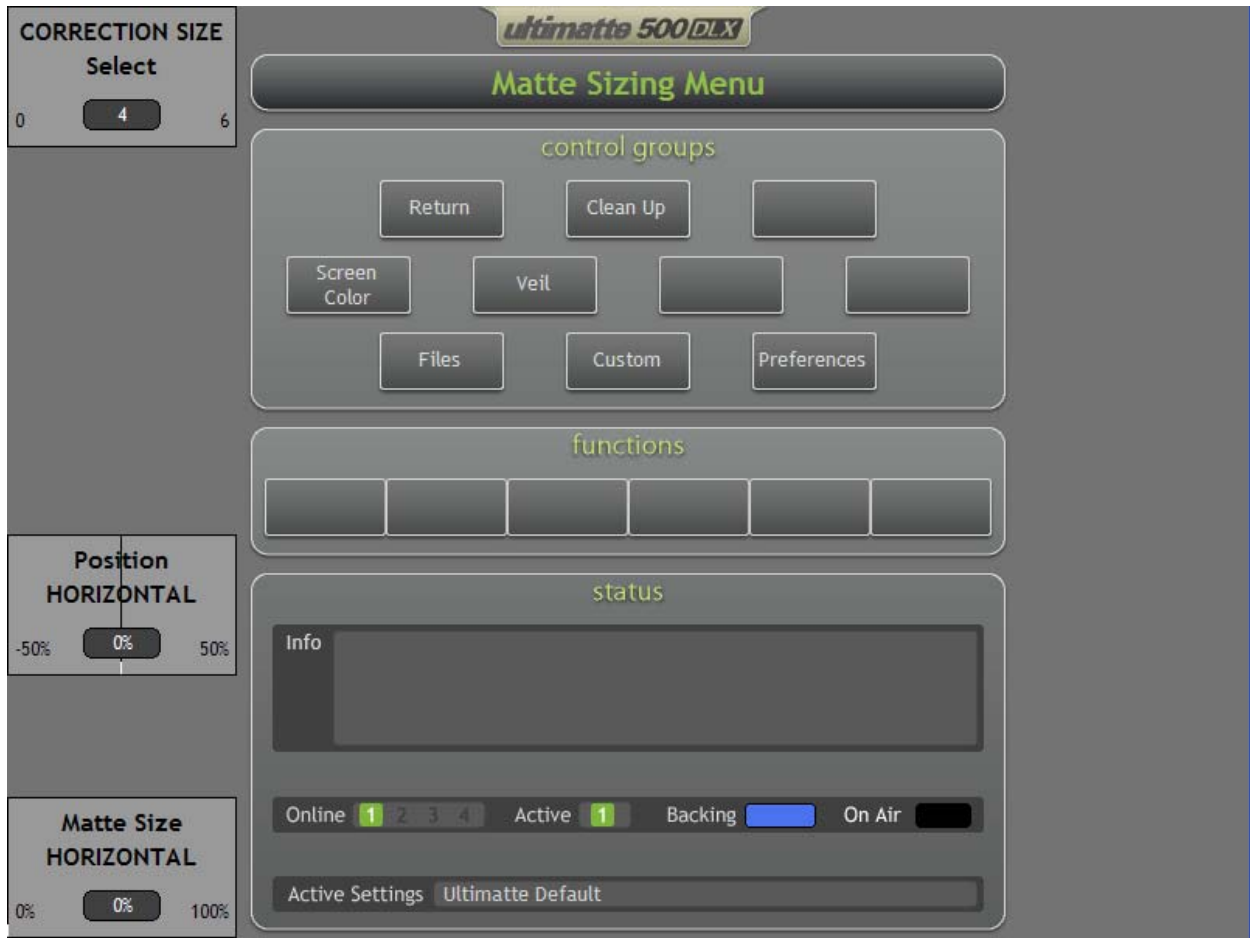 CORRECTION SIZE
Select
0 4 6
ultimatte 500 DLX
Matte Sizing Menu
control groups
Return Clean Up
Screen
Color
Veil
Files Custom Preferences
functions
Position
HORIZONTAL
-50% 0% 50%
status
Info
Online 1 2 3 4 Active 1 Backing On Air
Matte Size
HORIZONTAL
0% 0% 100%
Active Settings Ultimatte Default